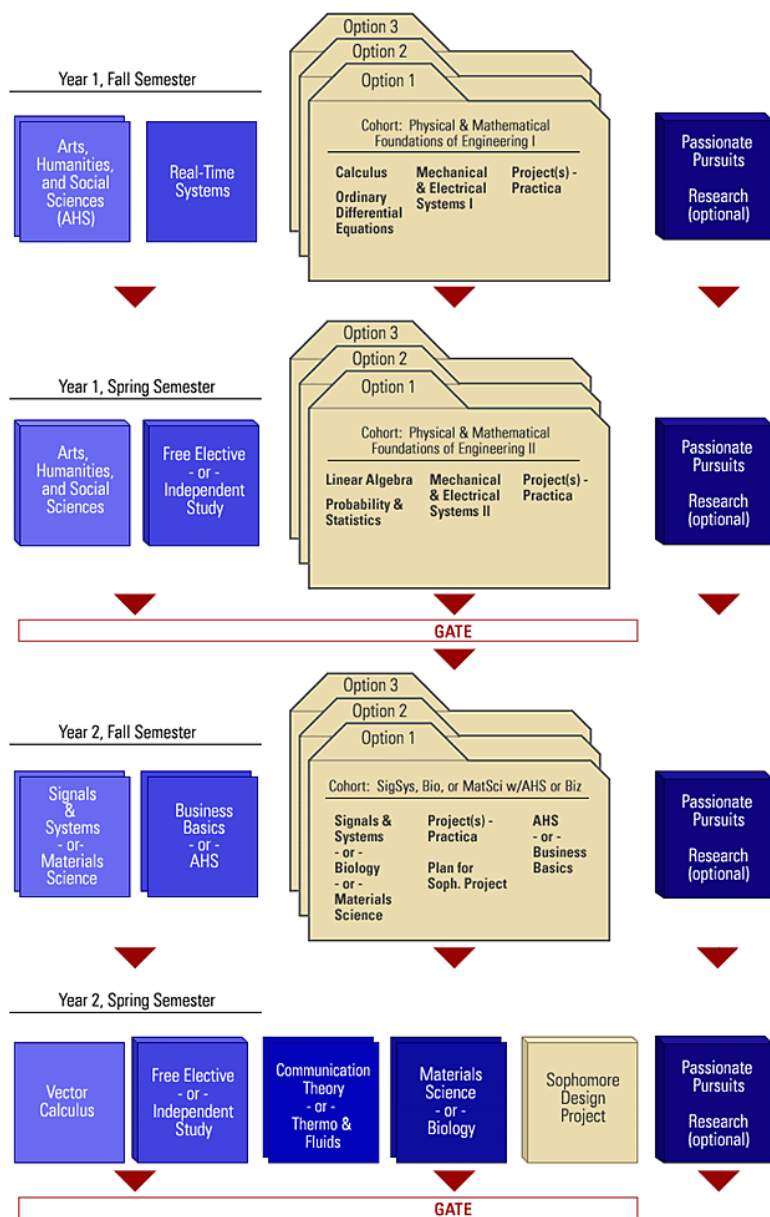 Option 3
Option 2
Option 1
Year 1, Fall Semester
Arts,
Humanities,
and Social
Sciences
(AHS)
Real-Time
Systems
Cohort: Physical & Mathematical
Foundations of Engineering I
Calculus
Ordinary
Differential
Equations
Mechanical
& Electrical
Systems I
Project(s) -
Practica
Passionate
Pursuits
Research
(optional)
Option 3
Option 2
Option 1
Year 1, Spring Semester
Arts,
Humanities,
and Social
Sciences
Free Elective
- or -
Independent
Study
Cohort: Physical & Mathematical
Foundations of Engineering II
Linear Algebra
Probability &
Statistics
Mechanical
& Electrical
Systems II
Project(s) -
Practica
Passionate
Pursuits
Research
(optional)
GATE
Option 3
Option 2
Option 1
Year 2, Fall Semester
Signals
&
Systems
- or-
Materials
Science
Business
Basics
- or -
AHS
Cohort: SigSys, Bio, or MatSci w/AHS or Biz
Signals &
Systems
- or -
Biology
- or -
Materials
Science
Project(s) -
Practica
Plan for
Soph. Project
AHS
- or -
Business
Basics
Passionate
Pursuits
Research
(optional)
Year 2, Spring Semester
Vector
Calculus
Free Elective
- or -
Independent
Study
Communication
Theory
- or -
Thermo &
Fluids
Materials
Science
- or -
Biology
Sophomore
Design
Project
Passionate
Pursuits
Research
(optional)
GATE